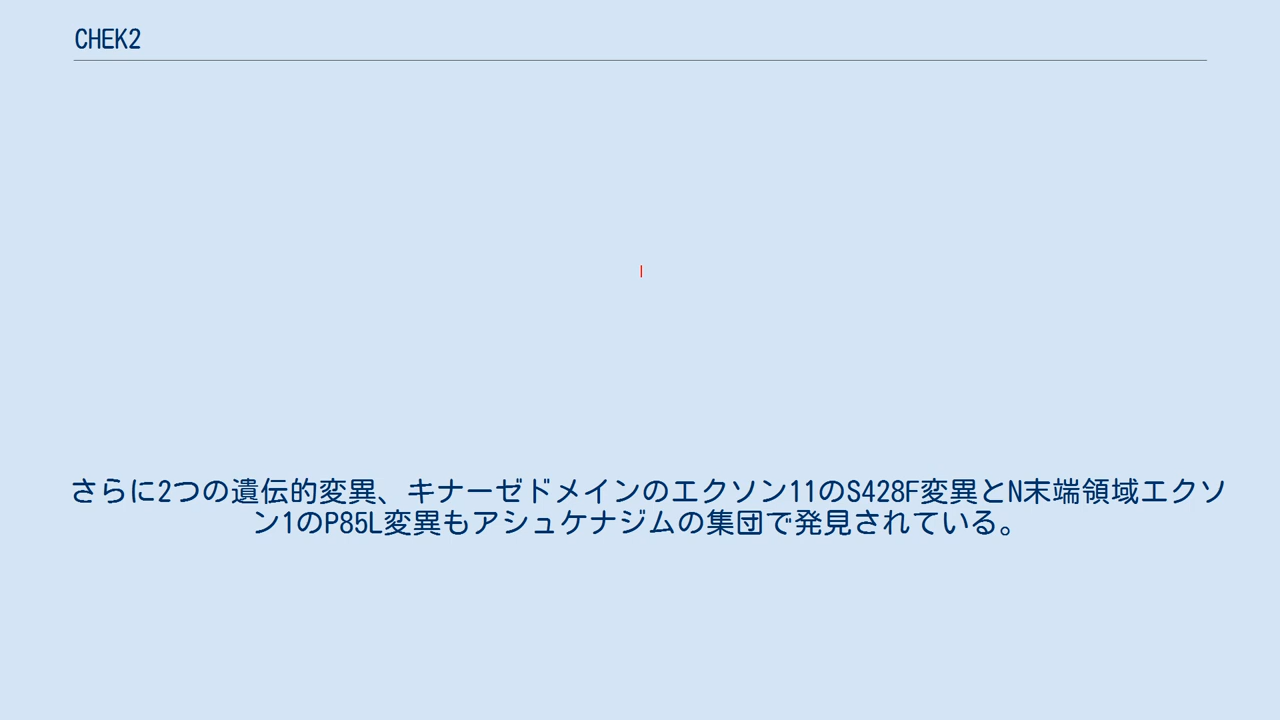 CHEK2
さらに2つの遺伝的変異、キナーゼドメインのエクソン11のS428F変異とN末端領域エクソ
ン1のP85L変異もアシュケナジムの集団で発見されている。